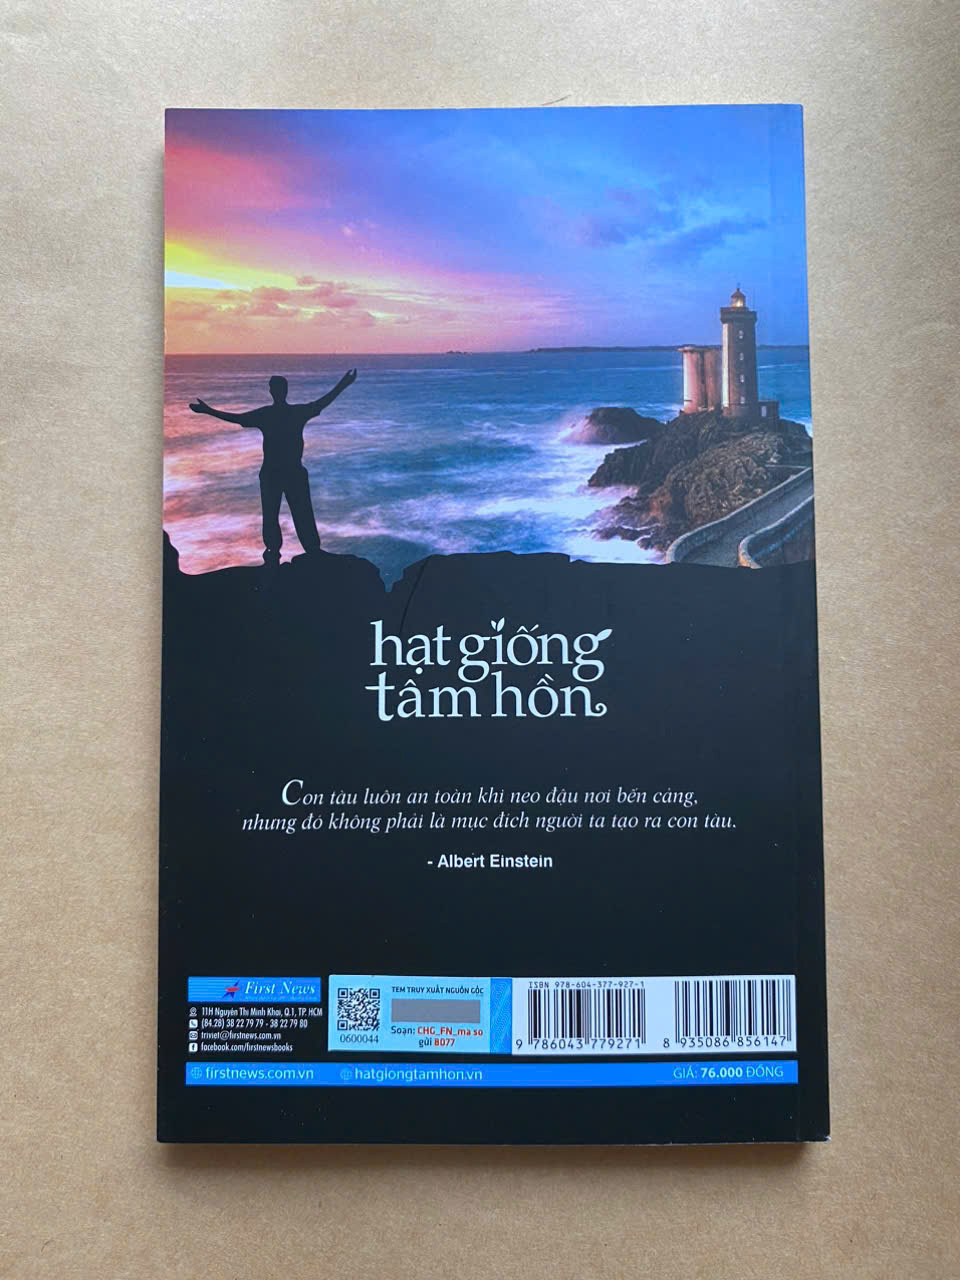 hạt giống
tâm hồn
Con tàu luôn an toàn khi neo đậu nơi bến cảng,
nhưng đó không phải là mục đích người ta tạo ra con tàu.
- Albert Einstein
First News
11H Nguyễn Thị Minh Khai, Q.1, TP. HCM
(84.28) 38 22 79 79 - 38 22 79 80
triviet@firstnews.com.vn
facebook.com/firstnewsbooks
0600044
TEM TRUY XUẤT NGUỒN GỐC
Soạn: CHG_FN_ma so
gửi 8077
ISBN 978-604-377-927-1
9 786043 779271
8 935086 856147
firstnews.com.vn
hatgiongtamhon.vn
GIÁ: 76.000 ĐỒNG